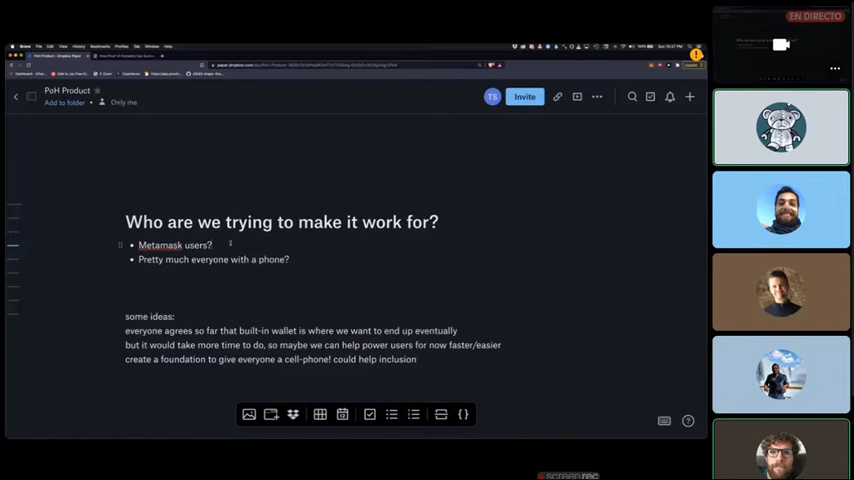 EN DIRECTO
PoH Product
Add to folder
Only me
TS
Invite
Who are we trying to make it work for?
Metamask users?
Pretty much everyone with a phone?
some ideas:
everyone agrees so far that built-in wallet is where we want to end up eventually
but it would take more time to do, so maybe we can help power users for now faster/easier
create a foundation to give everyone a cell-phone! could help inclusion
screenrec